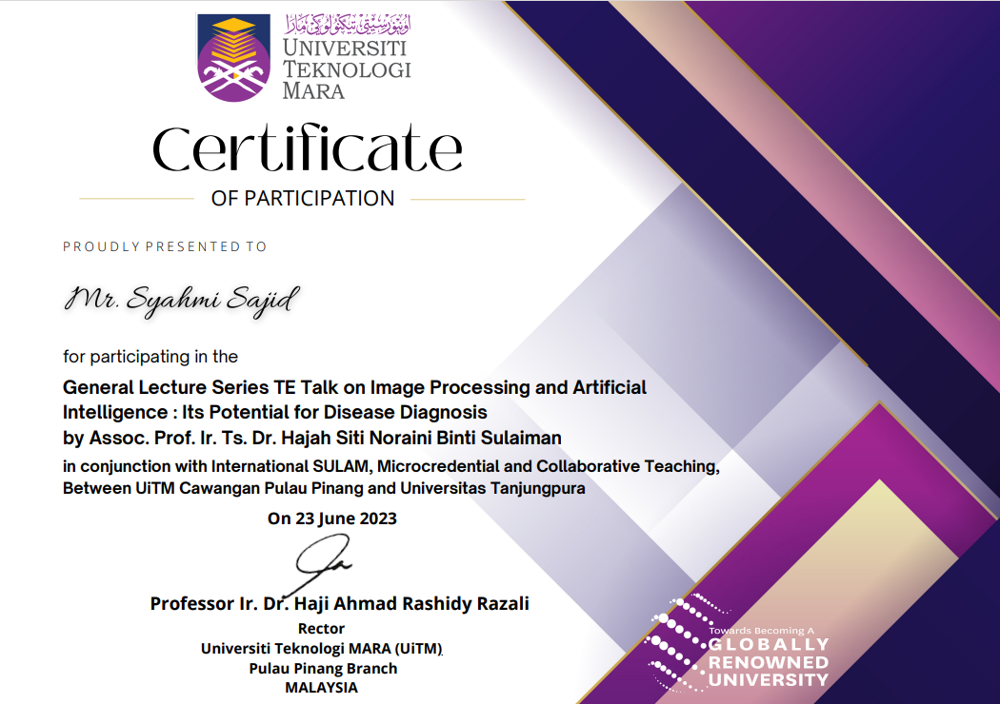 اونيۏرسيتي تيكنولوڬي مارا
UNIVERSITI
TEKNOLOGI
MARA
Certificate
OF PARTICIPATION
PROUDLY PRESENTED TO
Mr. Syahmi Sajid
for participating in the
General Lecture Series TE Talk on Image Processing and Artificial
Intelligence : Its Potential for Disease Diagnosis
by Assoc. Prof. Ir. Ts. Dr. Hajah Siti Noraini Binti Sulaiman
in conjunction with International SULAM, Microcredential and Collaborative Teaching,
Between UiTM Cawangan Pulau Pinang and Universitas Tanjungpura
On 23 June 2023
Professor Ir. Dr. Haji Ahmad Rashidy Razali
Rector
Universiti Teknologi MARA (UiTM)
Pulau Pinang Branch
MALAYSIA
Towards Becoming A
GLOBALLY
RENOWNED
UNIVERSITY